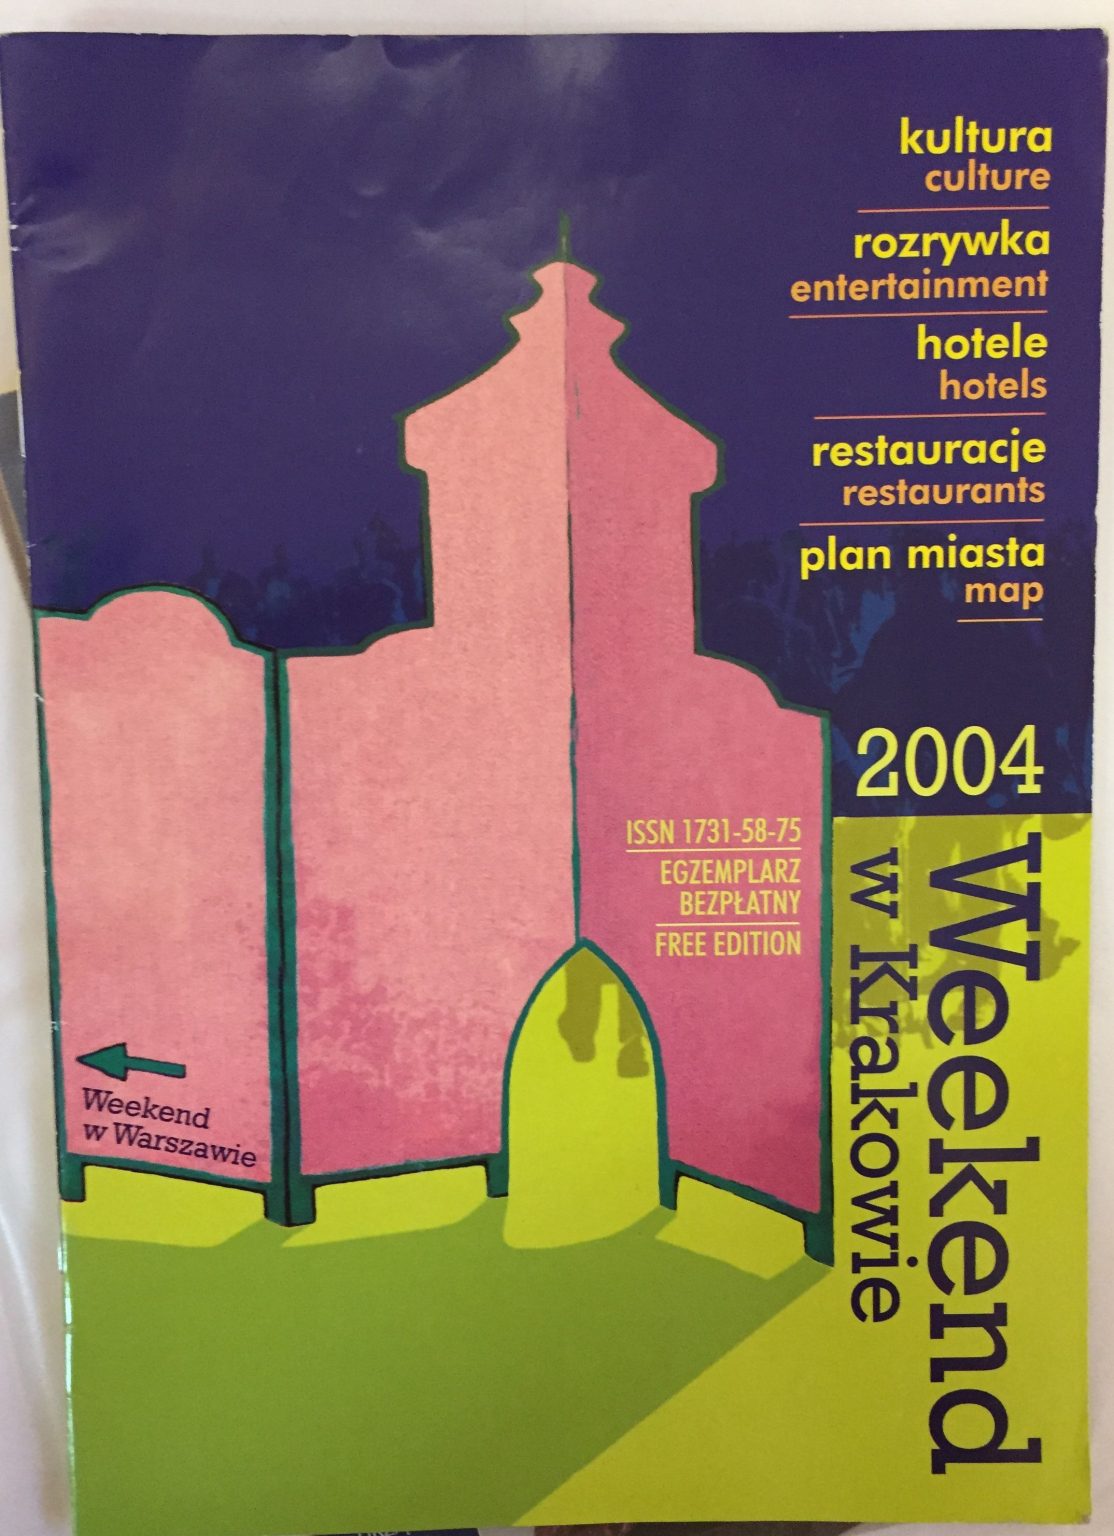 kultura
culture
rozrywka
entertainment
hotele
hotels
restauracje
restaurants
plan miasta
map
2004
Weekend
w Krakowie
ISSN 1731-58-75
EGZEMPLARZ
BEZPŁATNY
FREE EDITION
Weekend
w Warszawie